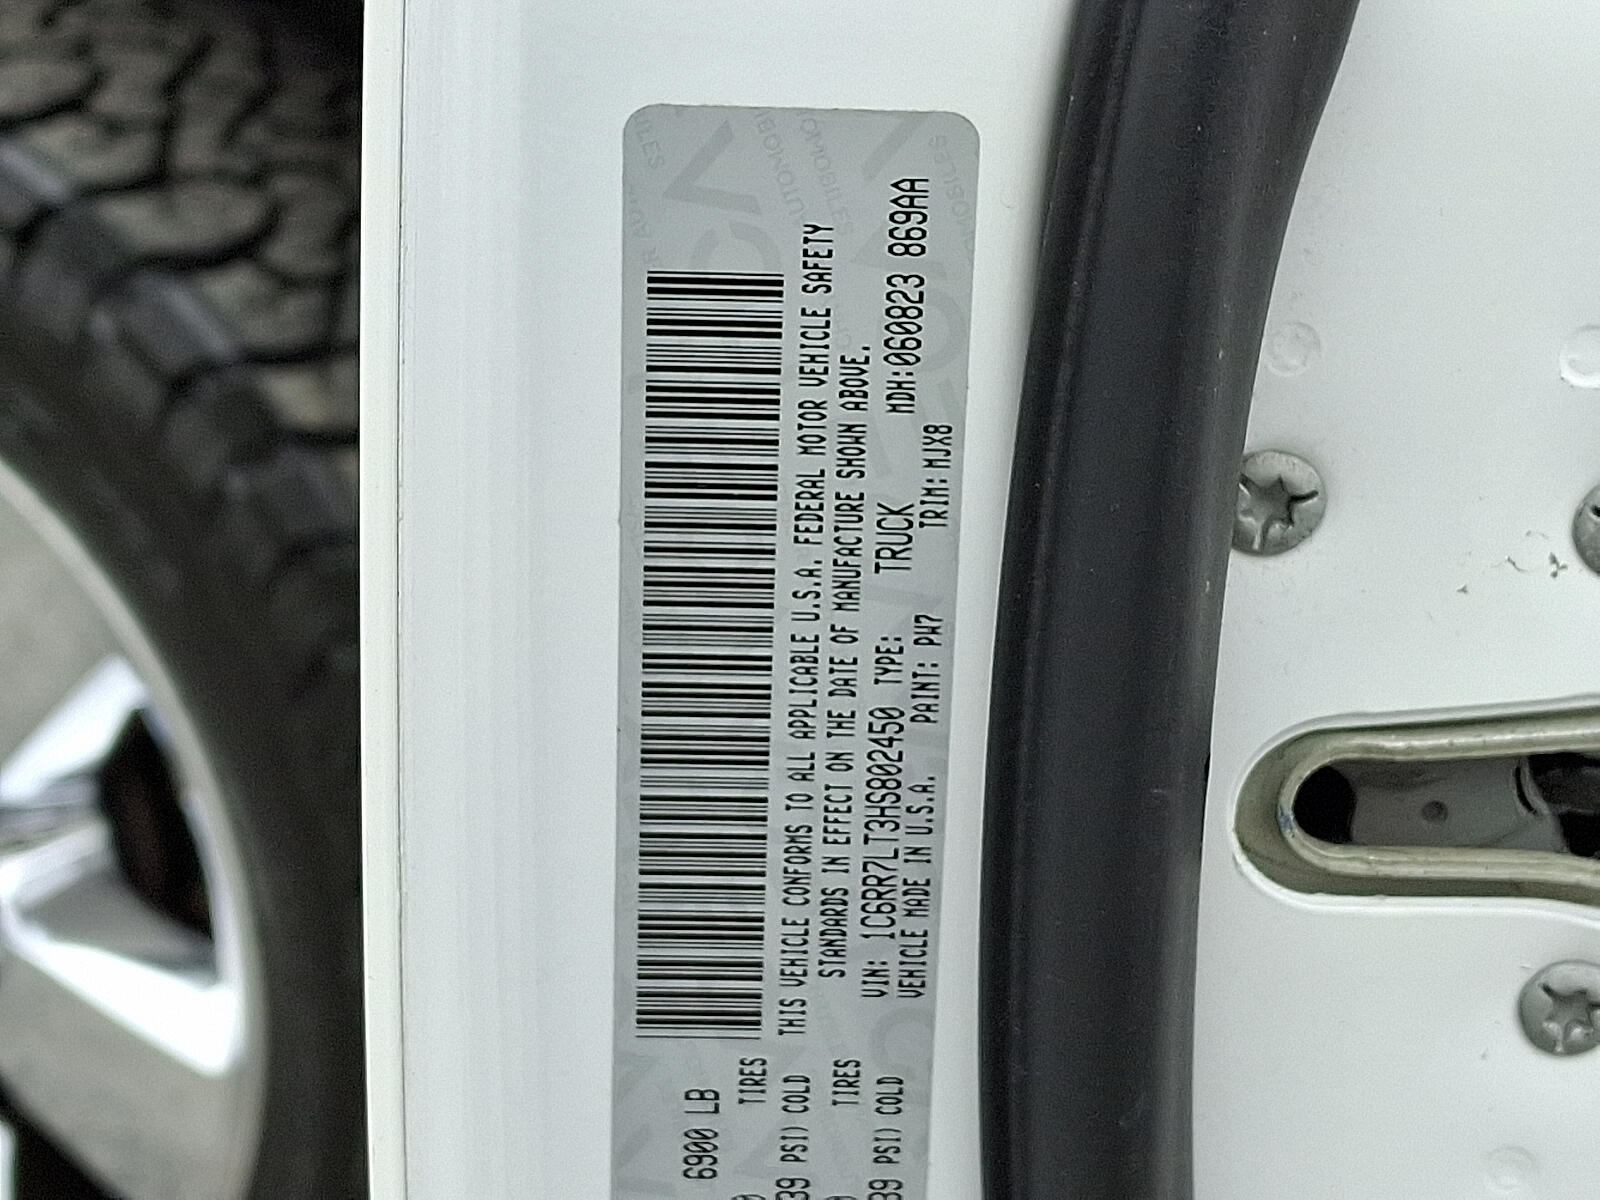 6900 LB
TIRES
39 PSI) COLD
TIRES
39 PSI) COLD
THIS VEHICLE CONFORMS TO ALL APPLICABLE U.S.A. FEDERAL MOTOR VEHICLE SAFETY
STANDARDS IN EFFECT ON THE DATE OF MANUFACTURE SHOWN ABOVE.
VIN: 1C6RR7LT3HS802450 TYPE: TRUCK MDH:060823 869AA
VEHICLE MADE IN U.S.A. PAINT: PW7 TRIM:MJX8